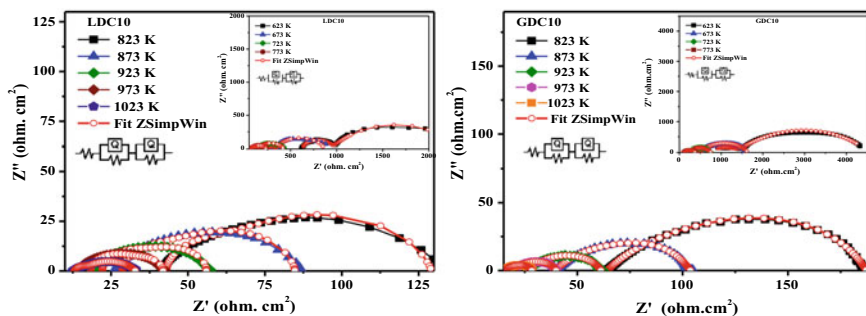 LDC10
823 K
873 K
923 K
973 K
1023 K
Fit ZSimpWin
Q Q
Z'' (ohm. cm²)
125
100
75
50
25
0
25 50 75 100 125
Z' (ohm. cm²)
LDC10
623 K
673 K
723 K
773 K
Fit ZSimpWin
Z'' (ohm. cm²)
2000
1500
1000
500
0
0 500 1000 1500 2000
Z' (ohm. cm²)
GDC10
823 K
873 K
923 K
973 K
1023 K
Fit ZSimpWin
Q Q
Z'' (ohm. cm²)
150
100
50
0
50 100 150
Z' (ohm. cm²)
GDC10
623 K
673 K
723 K
773 K
Fit ZSimpWin
Z'' (ohm. cm²)
4000
3000
2000
1000
0
0 1000 2000 3000 4000
Z' (ohm.cm²)